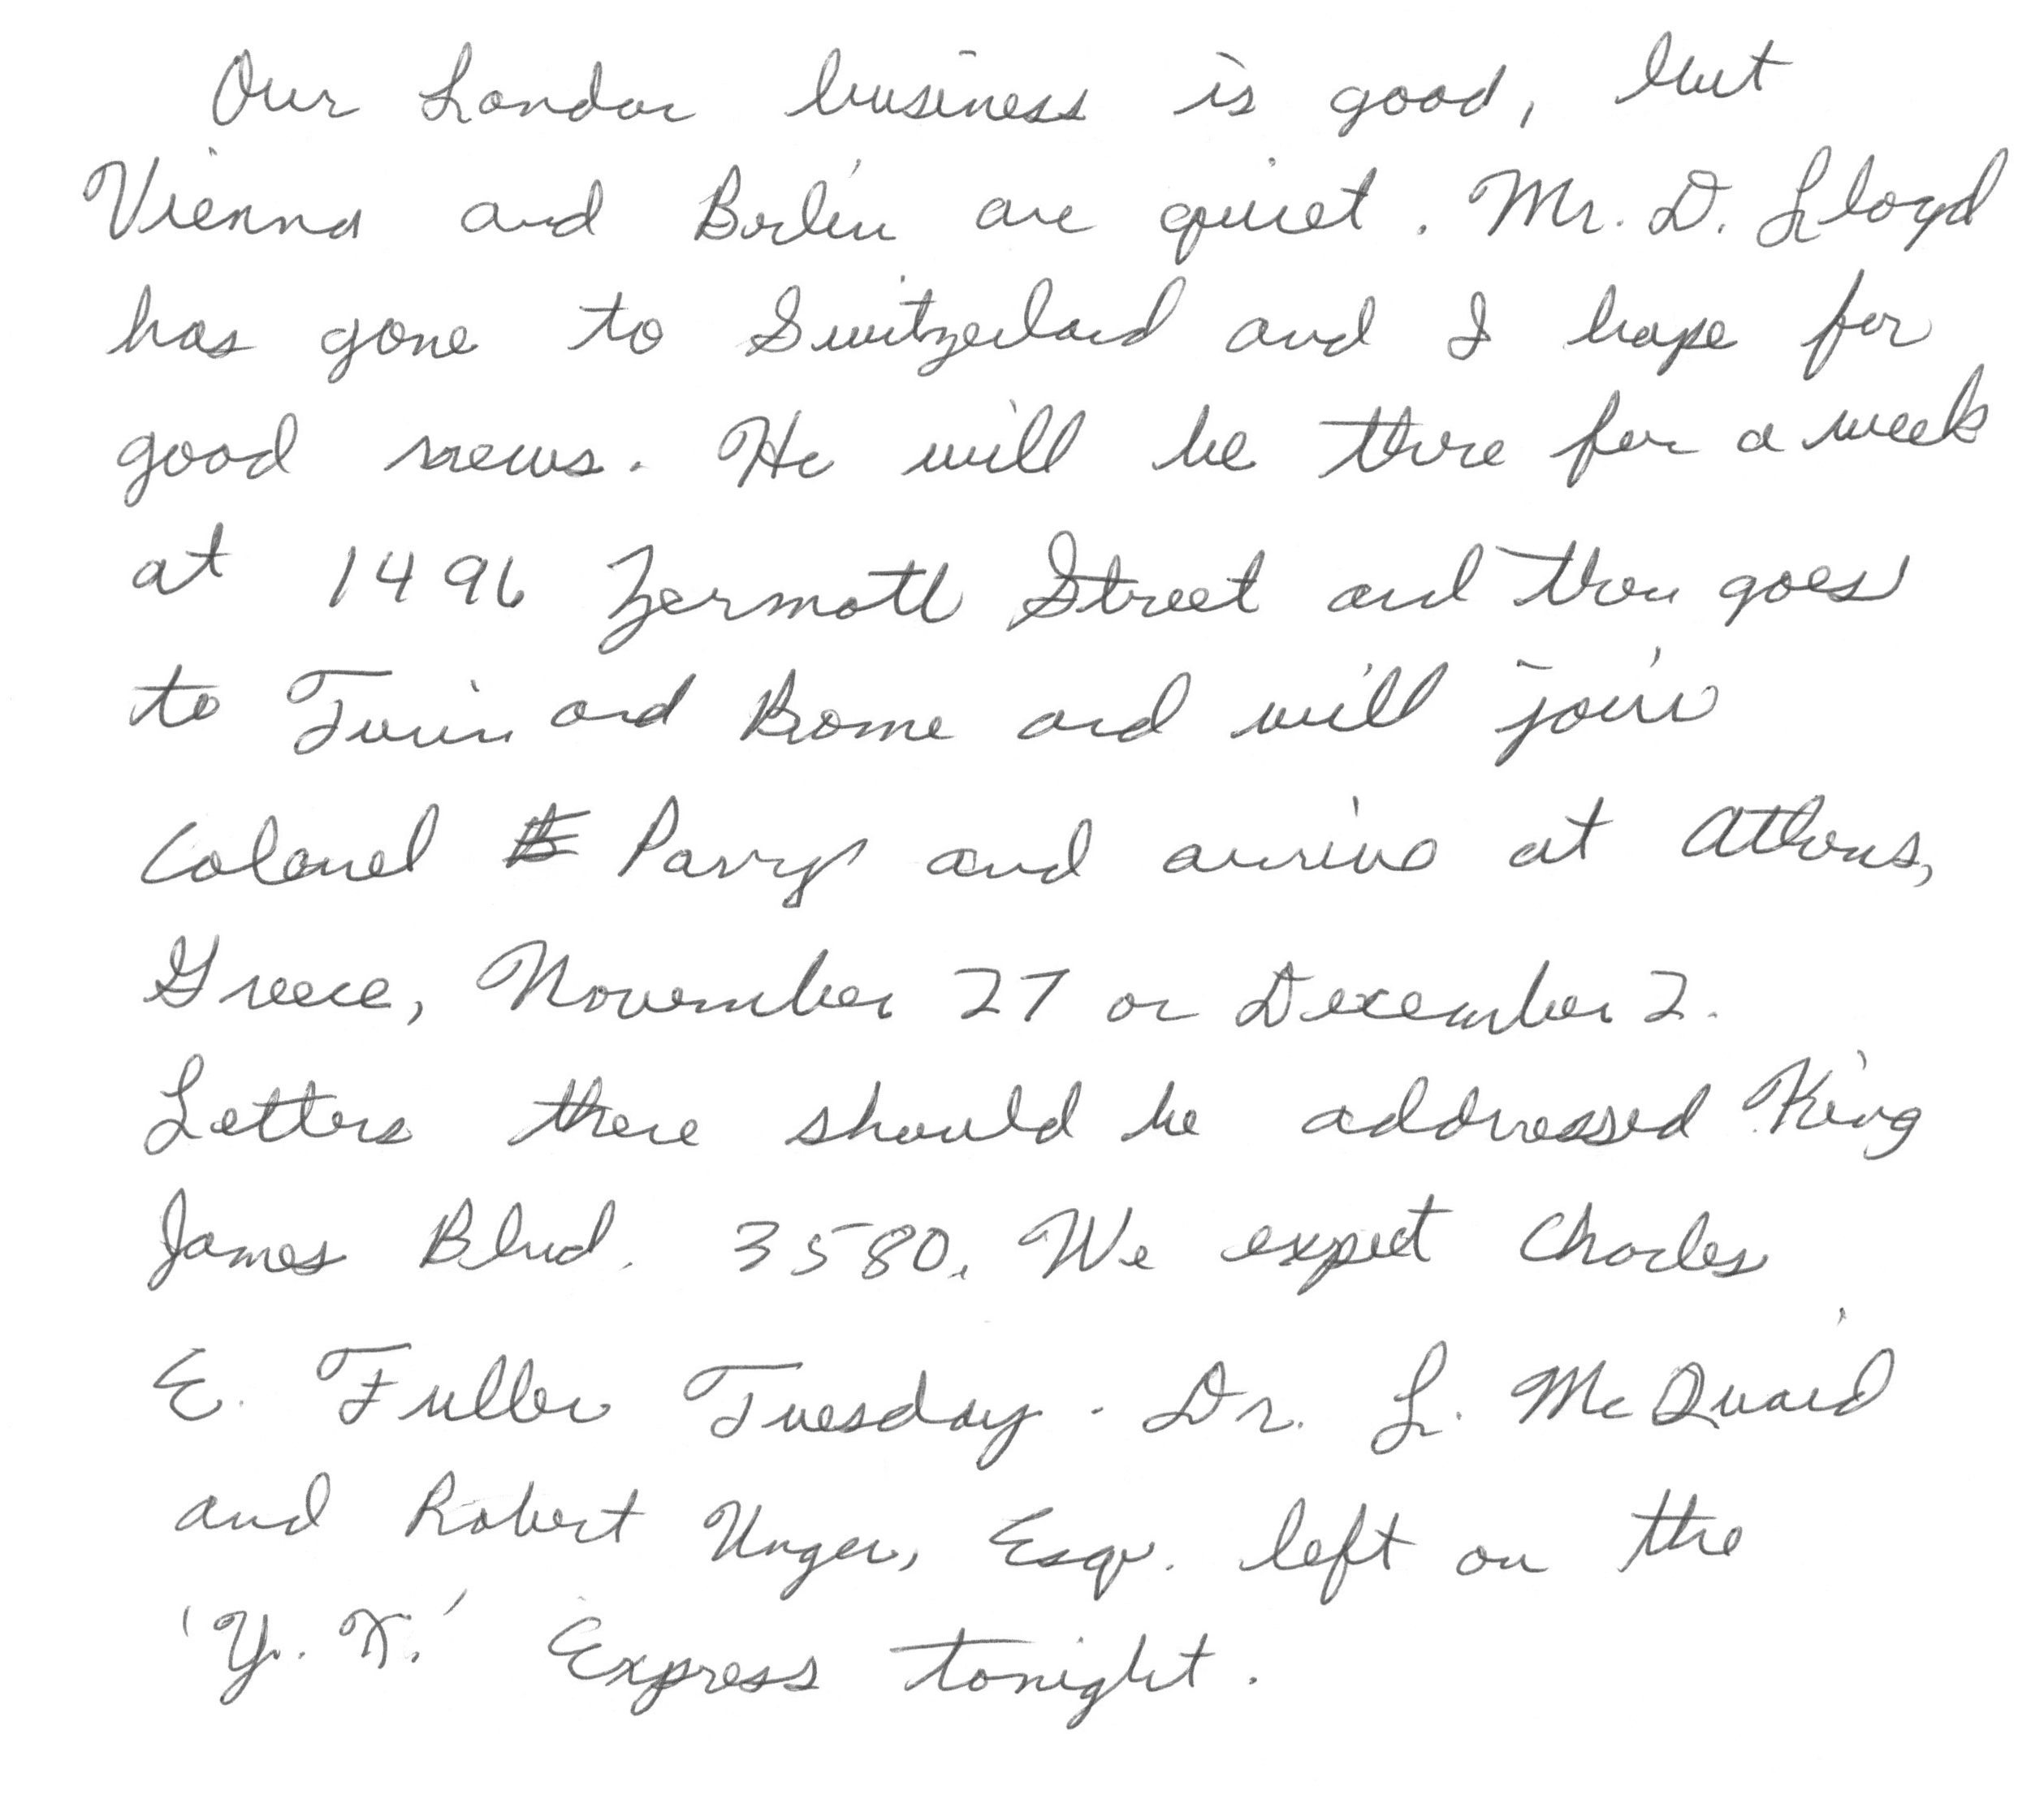 Our London business is good, but
Vienna and Berlin are quiet. Mr. D. Lloyd
has gone to Switzerland and I hope for
good news. He will be there for a week
at 1496 Zermott Street and then goes
to Turin and Rome and will join
Colonel Parry and arrive at Athens,
Greece, November 27 or December 2.
Letters there should be addressed King
James Blvd. 3580. We expect Charles
E. Fuller Tuesday. Dr. L. McQuaid
and Robert Unger, Esq. left on the
'Y. X.' Express tonight.